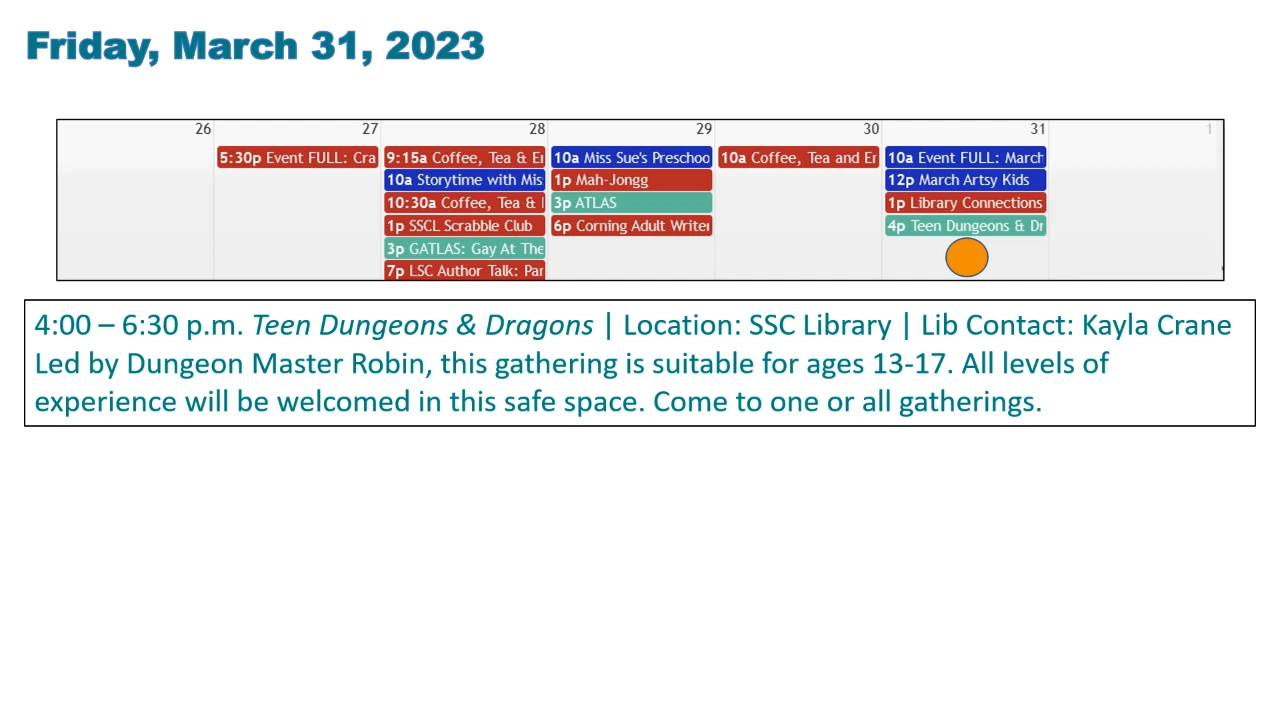 Friday, March 31, 2023
26 27 28 29 30 31 1
5:30p Event FULL: Cra
9:15a Coffee, Tea & Er
10a Storytime with Mis
10:30a Coffee, Tea &
1p SSCL Scrabble Club
3p GATLAS: Gay At The
7p LSC Author Talk: Par
10a Miss Sue's Preschoo
1p Mah-Jongg
3p ATLAS
6p Corning Adult Writer
10a Coffee, Tea and Er
10a Event FULL: March
12p March Artsy Kids
1p Library Connections
4p Teen Dungeons & Dr
4:00 – 6:30 p.m. Teen Dungeons & Dragons | Location: SSC Library | Lib Contact: Kayla Crane
Led by Dungeon Master Robin, this gathering is suitable for ages 13-17. All levels of
experience will be welcomed in this safe space. Come to one or all gatherings.